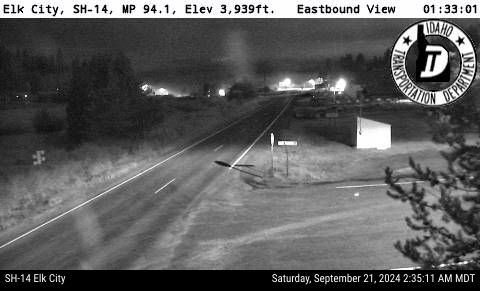 Elk City, SH-14, MP 94.1, Elev 3,939ft. Eastbound View 01:33:01
IDAHO
TRANSPORTATION DEPARTMENT
SH-14 Elk City Saturday, September 21, 2024 2:35:11 AM MDT